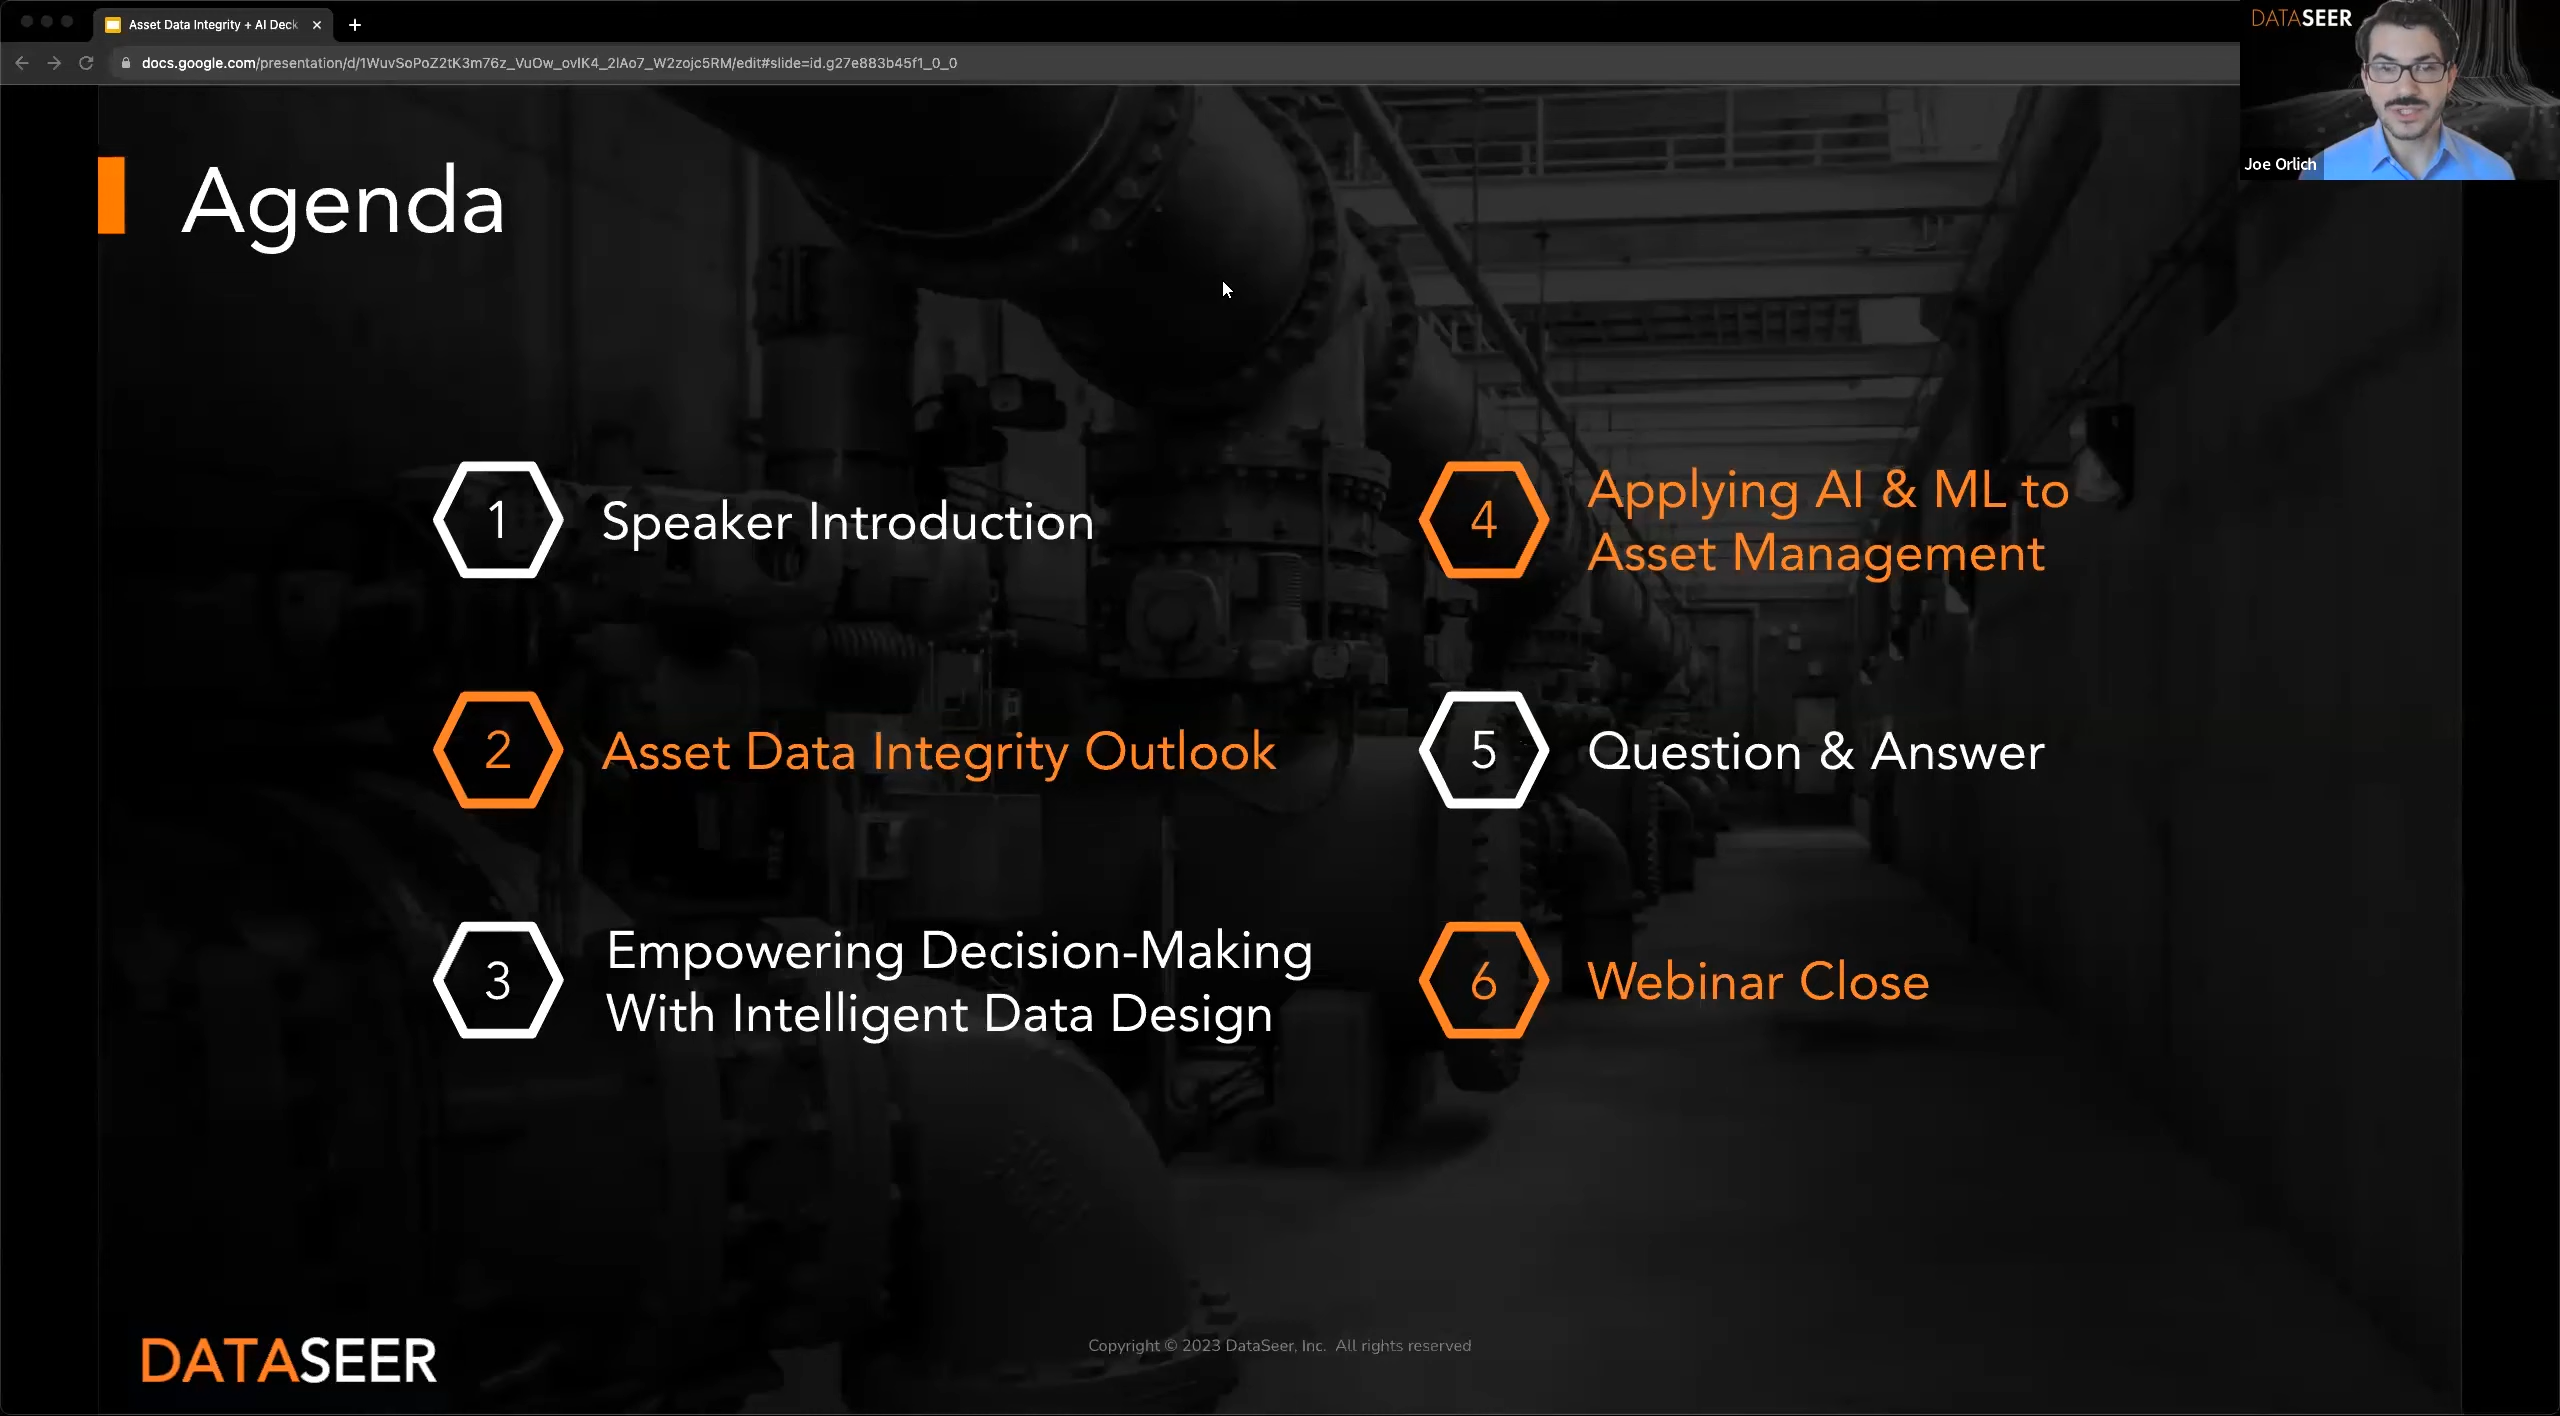 Asset Data Integrity + AI Deck
docs.google.com/presentation/d/1WuvSoPoZ2tK3m76z_VuOw_ovIK4_2lAo7_W2zojc5RM/edit#slide=id.g27e883b45f1_0_0
DATASEER
Joe Orlich
Agenda
1
Speaker Introduction
2
Asset Data Integrity Outlook
3
Empowering Decision-Making
With Intelligent Data Design
4
Applying AI & ML to
Asset Management
5
Question & Answer
6
Webinar Close
DATASEER
Copyright © 2023 DataSeer, Inc. All rights reserved